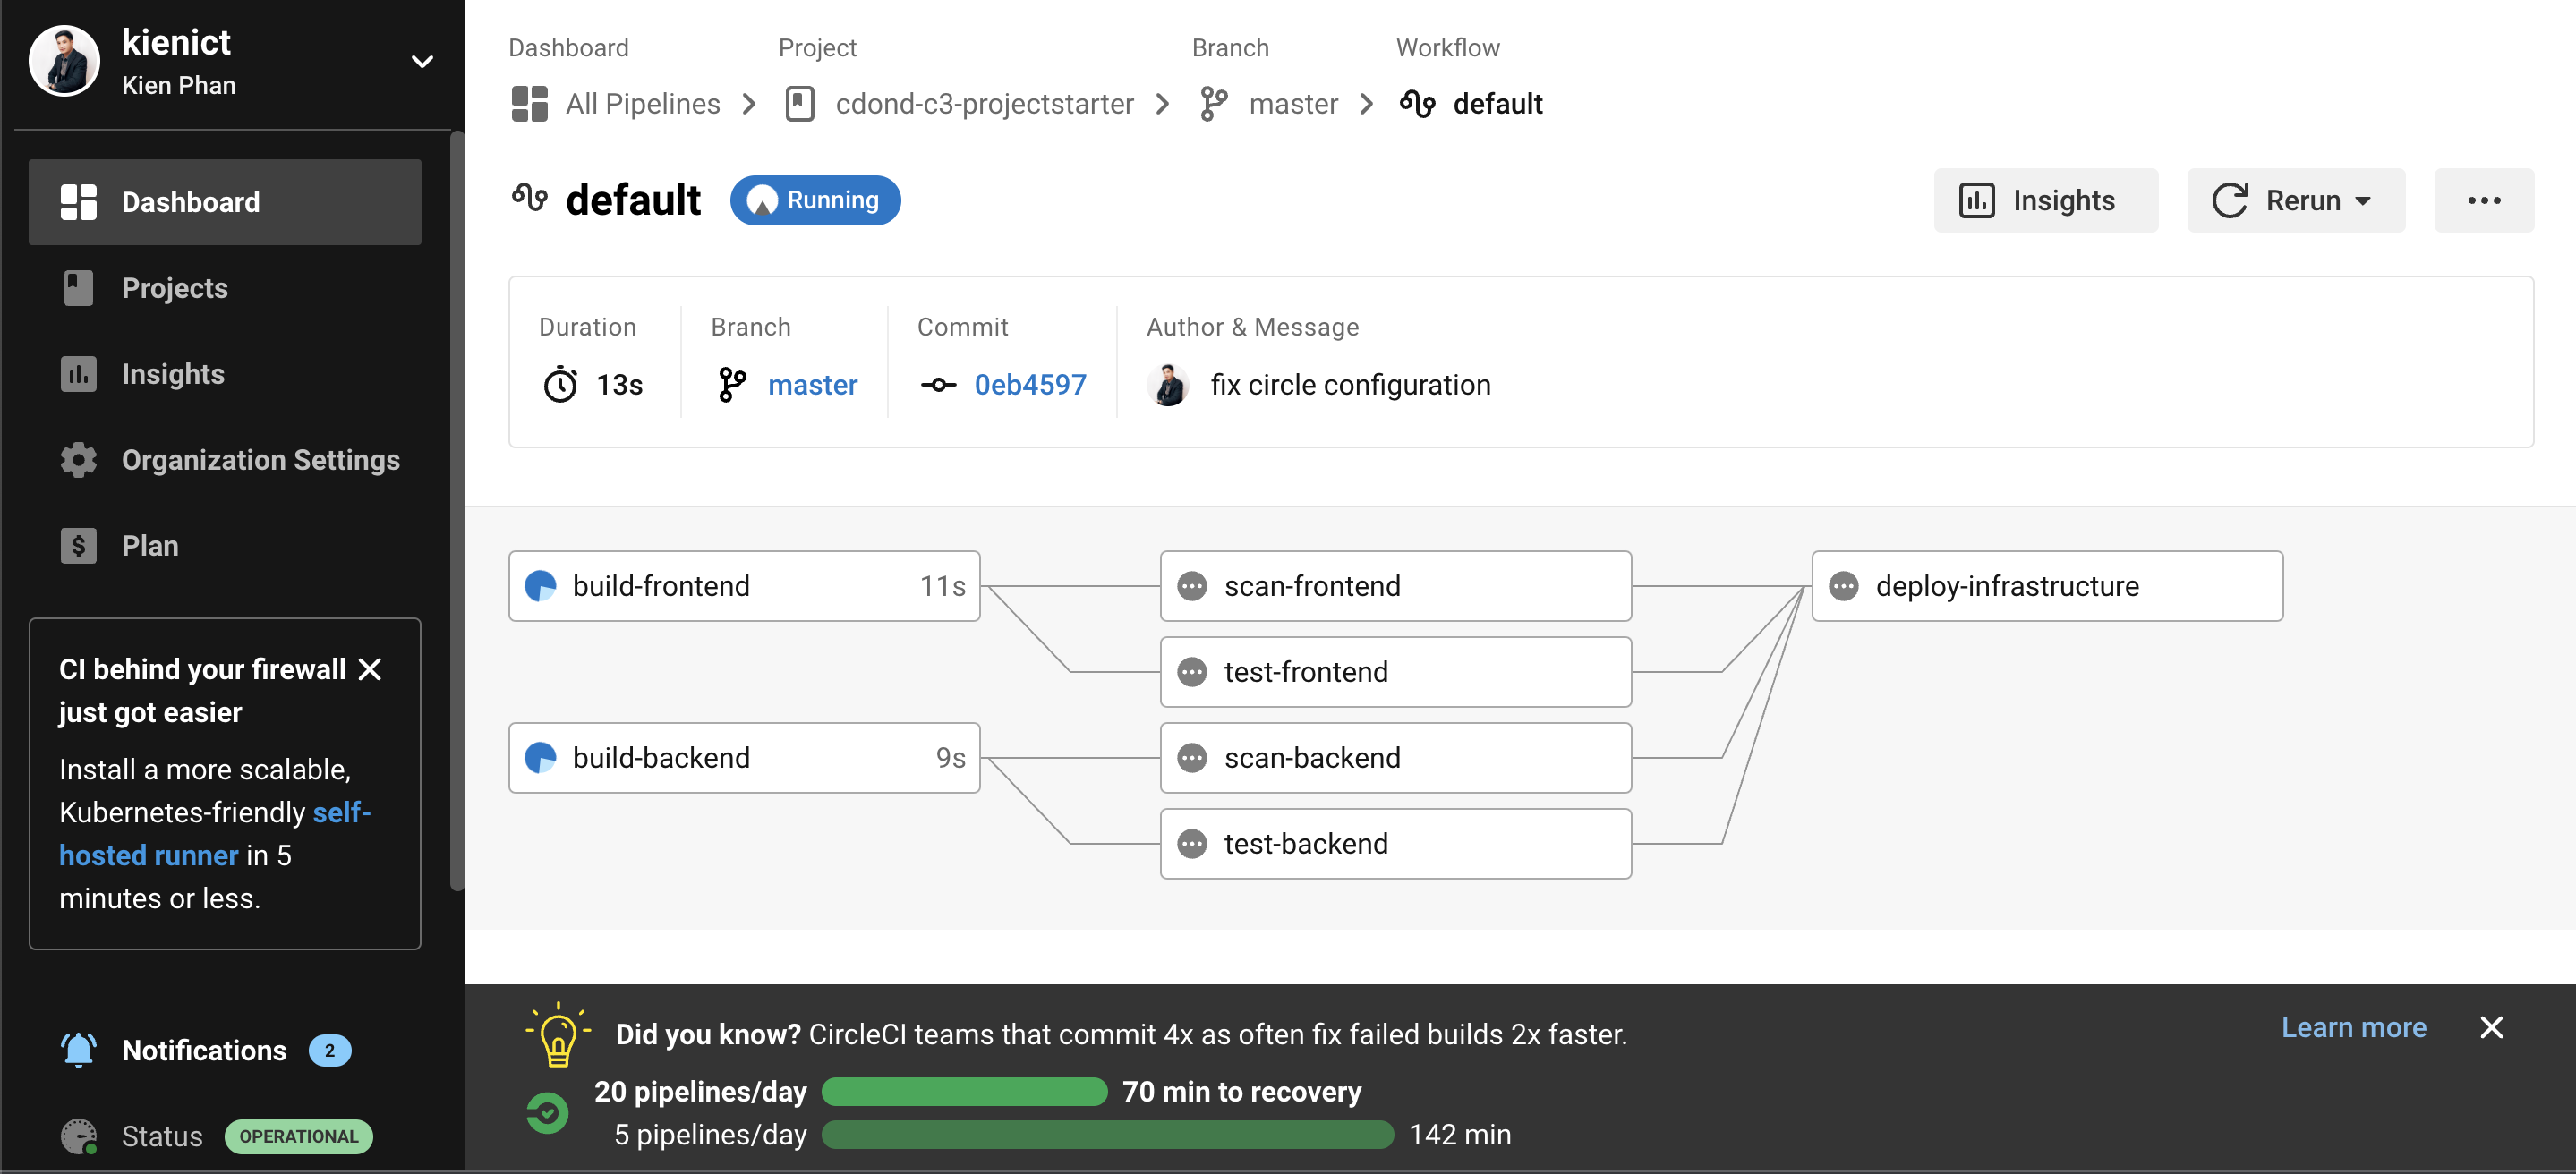 kienict
Kien Phan
Dashboard
Projects
Insights
Organization Settings
$ Plan
CI behind your firewall
just got easier
Install a more scalable,
Kubernetes-friendly self-
hosted runner in 5
minutes or less.
Notifications 2
Status OPERATIONAL
Dashboard Project Branch Workflow
All Pipelines cdond-c3-projectstarter master default
default Running Insights Rerun
Duration Branch Commit Author & Message
13s master 0eb4597 fix circle configuration
build-frontend 11s scan-frontend deploy-infrastructure
test-frontend
build-backend 9s scan-backend
test-backend
Did you know? CircleCI teams that commit 4x as often fix failed builds 2x faster. Learn more
20 pipelines/day 70 min to recovery
5 pipelines/day 142 min